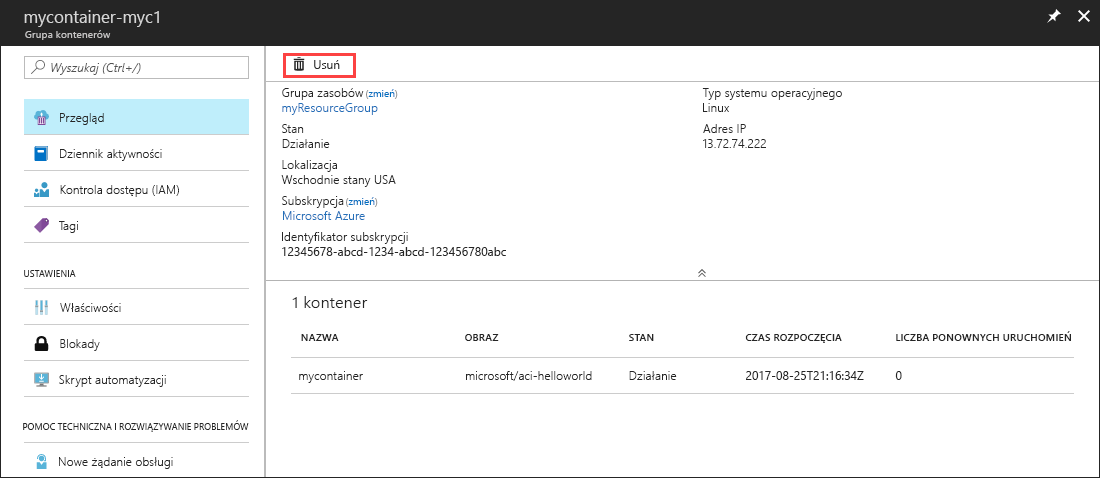 mycontainer-myc1
Grupa kontenerów
Wyszukaj (Ctrl+/)
Przegląd
Dziennik aktywności
Kontrola dostępu (IAM)
Tagi
USTAWIENIA
Właściwości
Blokady
Skrypt automatyzacji
POMOC TECHNICZNA I ROZWIĄZYWANIE PROBLEMÓW
Nowe żądanie obsługi
Usuń
Grupa zasobów (zmień)
myResourceGroup
Stan
Działanie
Lokalizacja
Wschodnie stany USA
Subskrypcja (zmień)
Microsoft Azure
Identyfikator subskrypcji
12345678-abcd-1234-abcd-123456780abc
Typ systemu operacyjnego
Linux
Adres IP
13.72.74.222
1 kontener
NAZWA OBRAZ STAN CZAS ROZPOCZĘCIA LICZBA PONOWNYCH URUCHOMIEŃ
mycontainer microsoft/aci-helloworld Działanie 2017-08-25T21:16:34Z 0